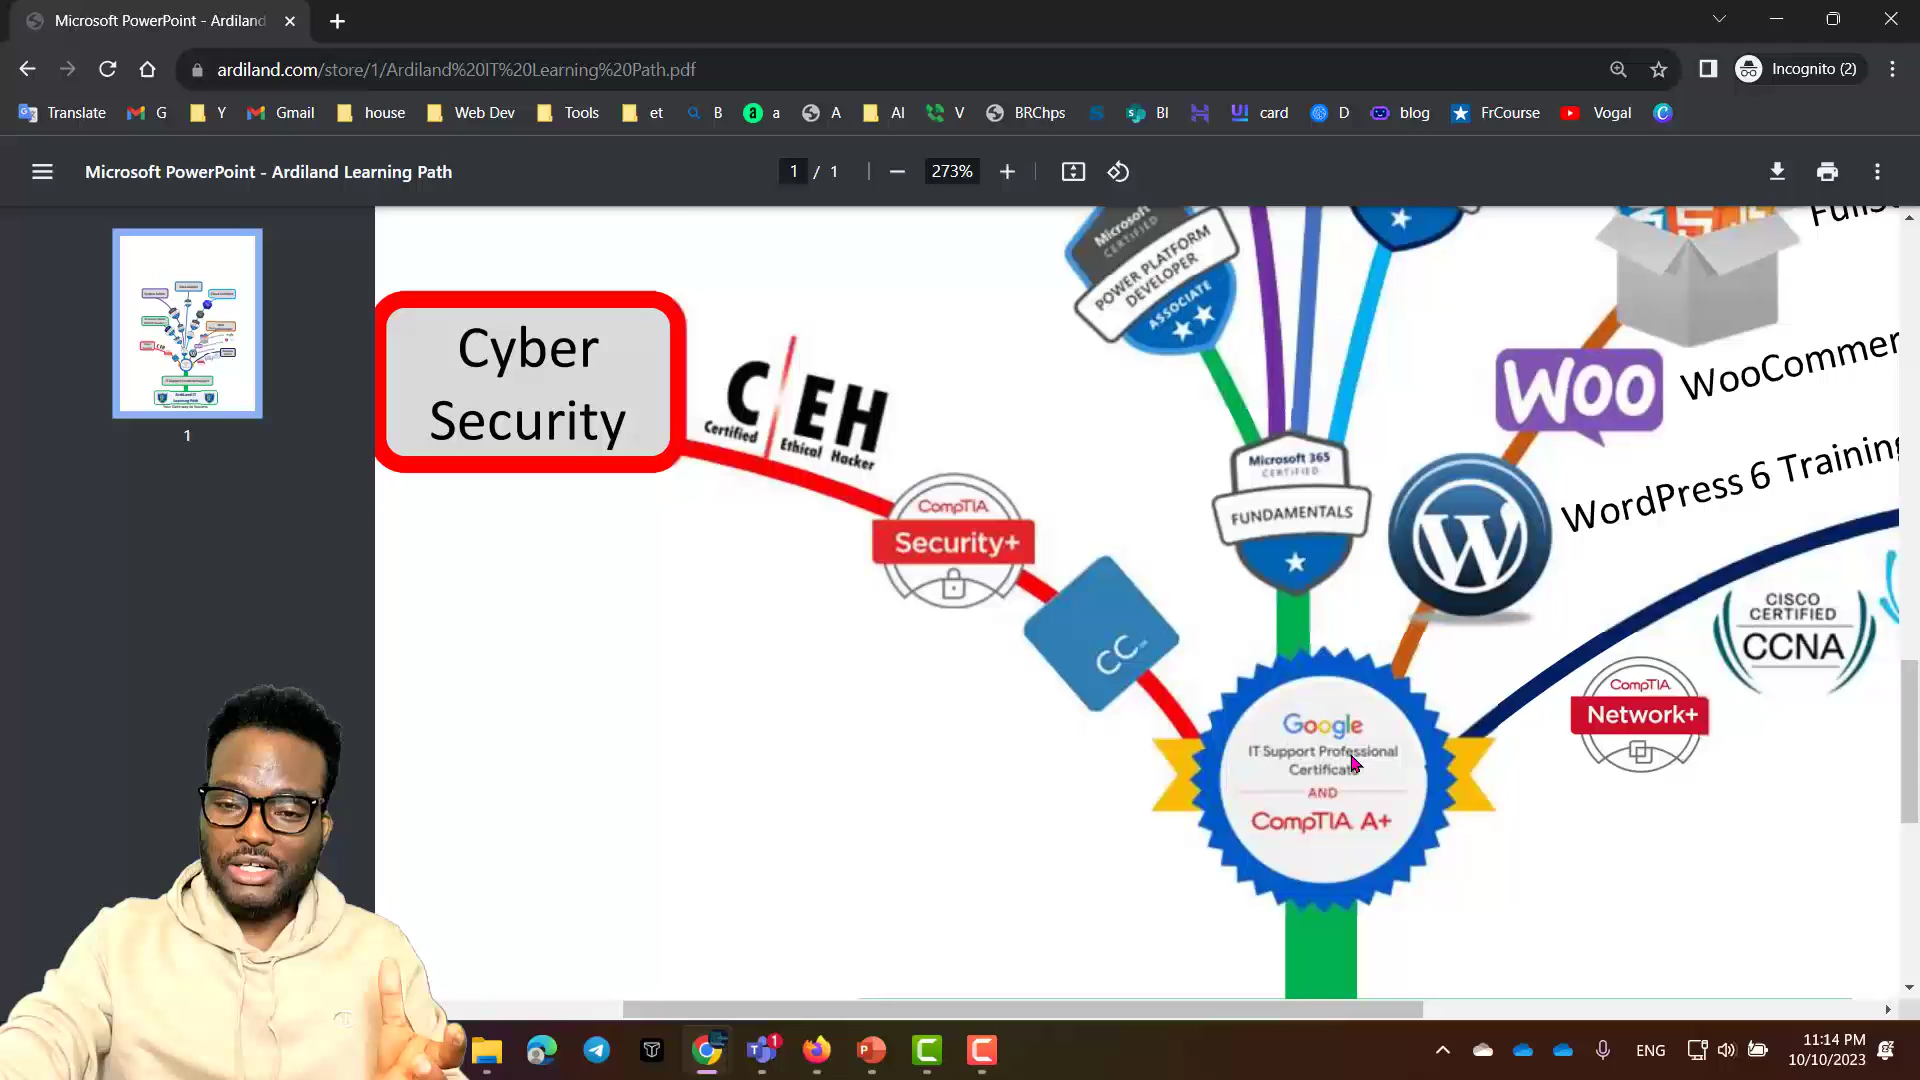 Microsoft PowerPoint - Ardiland
ardiland.com/store/1/Ardiland%20IT%20Learning%20Path.pdf
Incognito (2)
Translate
G
Y
Gmail
house
Web Dev
Tools
et
B
a
A
AI
V
BRChps
BI
card
D
blog
FrCourse
Vogal
Microsoft PowerPoint - Ardiland Learning Path
1 / 1
273%
1
Cyber
Security
C|EH
Certified Ethical Hacker
CompTIA
Security+
CC
Microsoft
CERTIFIED
POWER PLATFORM
DEVELOPER
ASSOCIATE
Microsoft 365
CERTIFIED
FUNDAMENTALS
WOO
WooCommer
WordPress 6 Training
W
CISCO
CERTIFIED
CCNA
CompTIA
Network+
Google
IT Support Professional
Certificate
AND
CompTIA A+
ENG
11:14 PM
10/10/2023